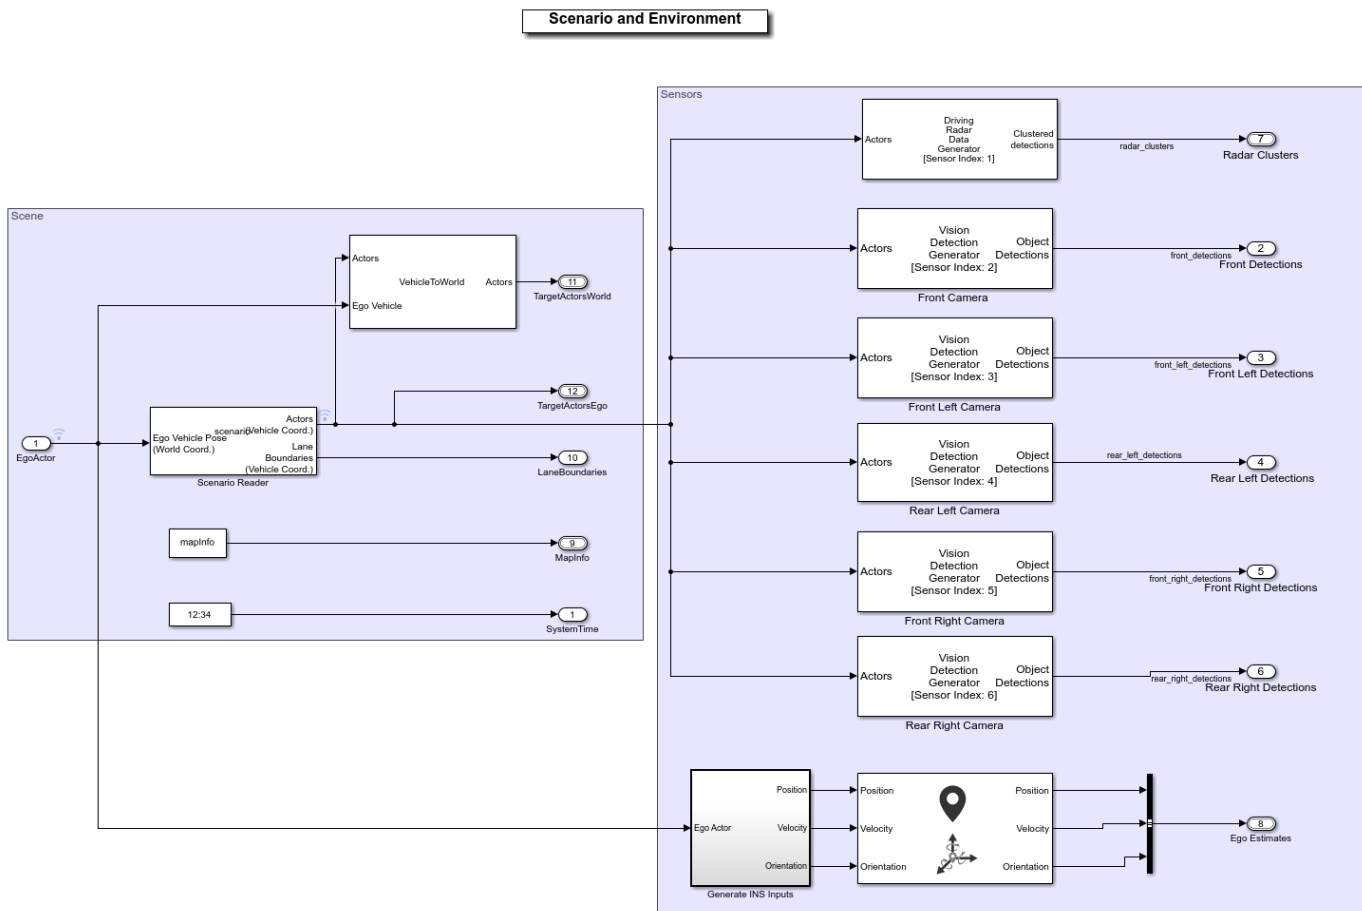 Scenario and Environment
Scene
Actors
Ego Vehicle
VehicleToWorld
Actors
11
TargetActorsWorld
12
TargetActorsEgo
1
EgoActor
Ego Vehicle Pose
(World Coord.)
scenario
Actors
(Vehicle Coord.)
Lane
Boundaries
(Vehicle Coord.)
Scenario Reader
10
LaneBoundaries
mapInfo
9
MapInfo
12:34
1
SystemTime
Sensors
Actors
Driving
Radar
Data
Generator
[Sensor Index: 1]
Clustered
detections
radar_clusters
7
Radar Clusters
Actors
Vision
Detection
Generator
[Sensor Index: 2]
Object
Detections
Front Camera
front_detections
2
Front Detections
Actors
Vision
Detection
Generator
[Sensor Index: 3]
Object
Detections
Front Left Camera
front_left_detections
3
Front Left Detections
Actors
Vision
Detection
Generator
[Sensor Index: 4]
Object
Detections
Rear Left Camera
rear_left_detections
4
Rear Left Detections
Actors
Vision
Detection
Generator
[Sensor Index: 5]
Object
Detections
Front Right Camera
front_right_detections
5
Front Right Detections
Actors
Vision
Detection
Generator
[Sensor Index: 6]
Object
Detections
Rear Right Camera
rear_right_detections
6
Rear Right Detections
Ego Actor
Position
Velocity
Orientation
Generate INS Inputs
Position
Velocity
Orientation
Position
Velocity
Orientation
8
Ego Estimates